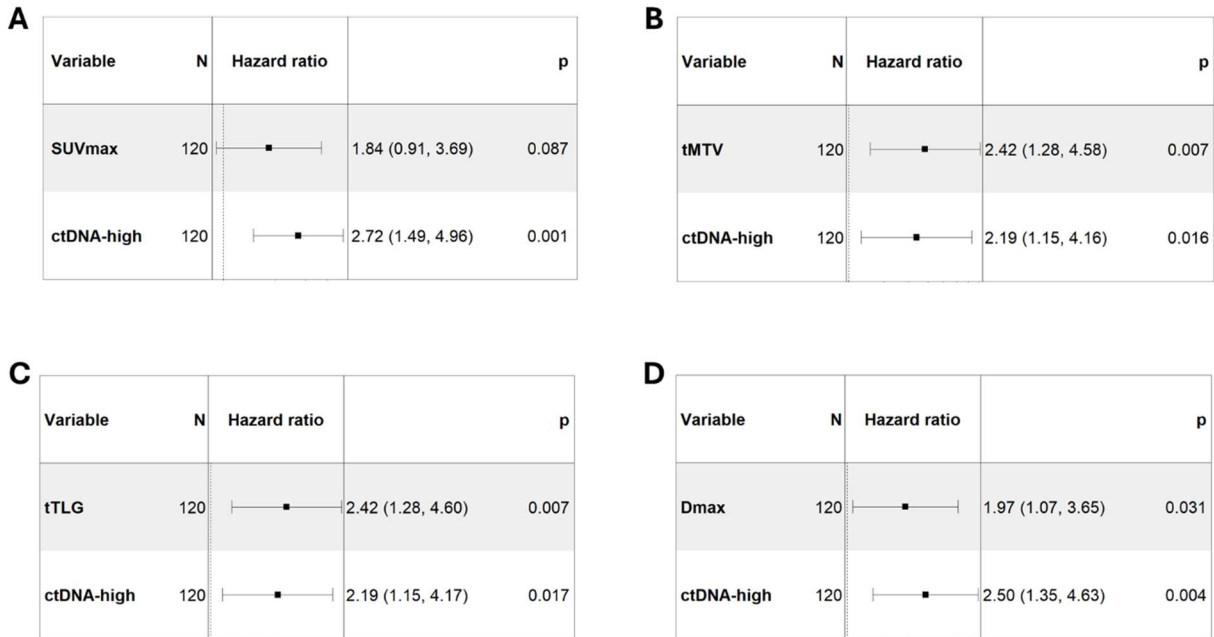 A
Variable N Hazard ratio p
SUVmax 120 1.84 (0.91, 3.69) 0.087
ctDNA-high 120 2.72 (1.49, 4.96) 0.001
B
Variable N Hazard ratio p
tMTV 120 2.42 (1.28, 4.58) 0.007
ctDNA-high 120 2.19 (1.15, 4.16) 0.016
C
Variable N Hazard ratio p
tTLG 120 2.42 (1.28, 4.60) 0.007
ctDNA-high 120 2.19 (1.15, 4.17) 0.017
D
Variable N Hazard ratio p
Dmax 120 1.97 (1.07, 3.65) 0.031
ctDNA-high 120 2.50 (1.35, 4.63) 0.004